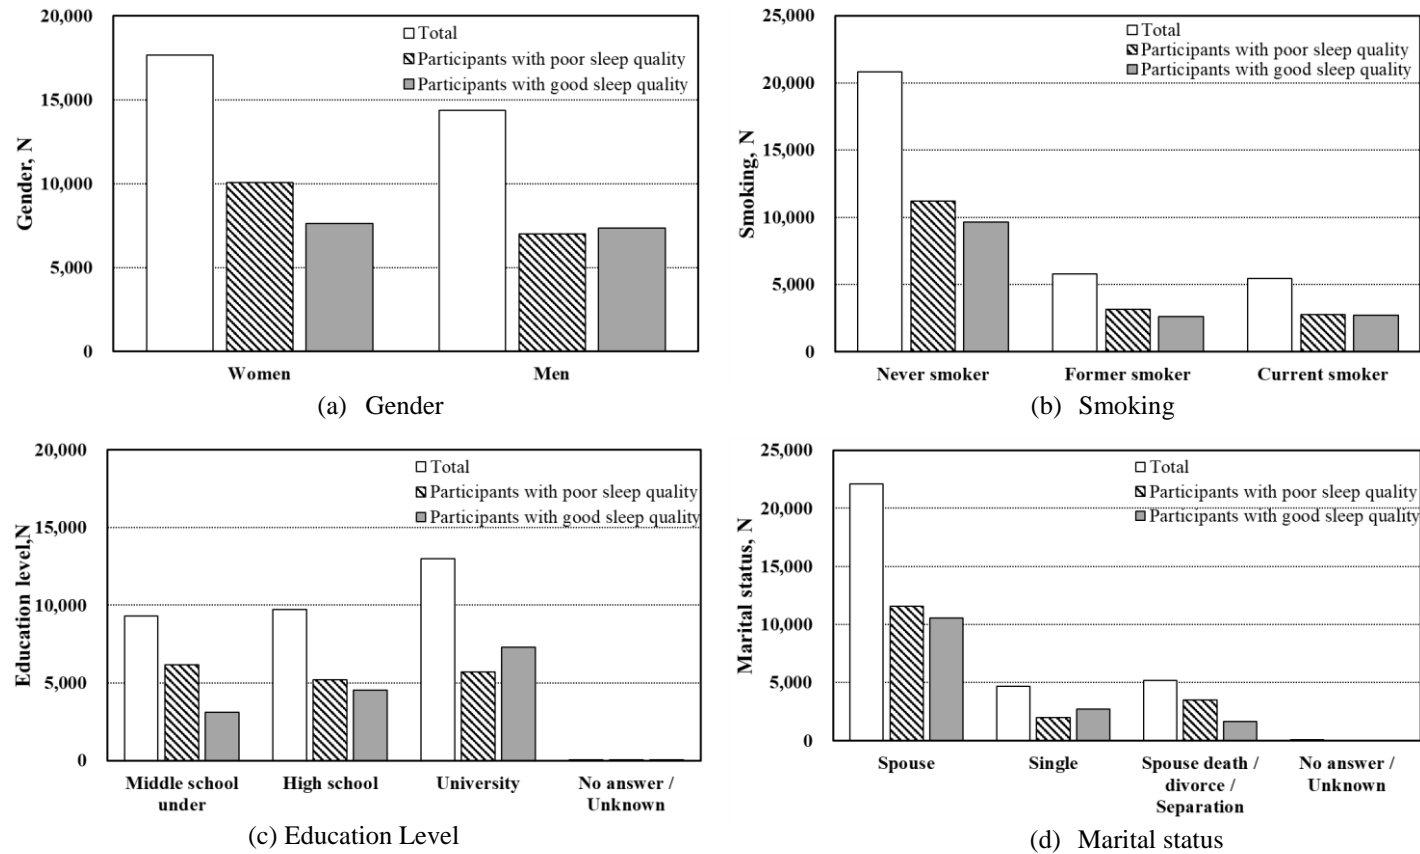 20,000
15,000
10,000
5,000
0
Gender, N
Total
Participants with poor sleep quality
Participants with good sleep quality
Women
Men
(a) Gender
25,000
20,000
15,000
10,000
5,000
0
Smoking, N
Total
Participants with poor sleep quality
Participants with good sleep quality
Never smoker
Former smoker
Current smoker
(b) Smoking
20,000
15,000
10,000
5,000
0
Education level,N
Total
Participants with poor sleep quality
Participants with good sleep quality
Middle school
under
High school
University
No answer /
Unknown
(c) Education Level
25,000
20,000
15,000
10,000
5,000
0
Marital status, N
Total
Participants with poor sleep quality
Participants with good sleep quality
Spouse
Single
Spouse death /
divorce /
Separation
No answer /
Unknown
(d) Marital status